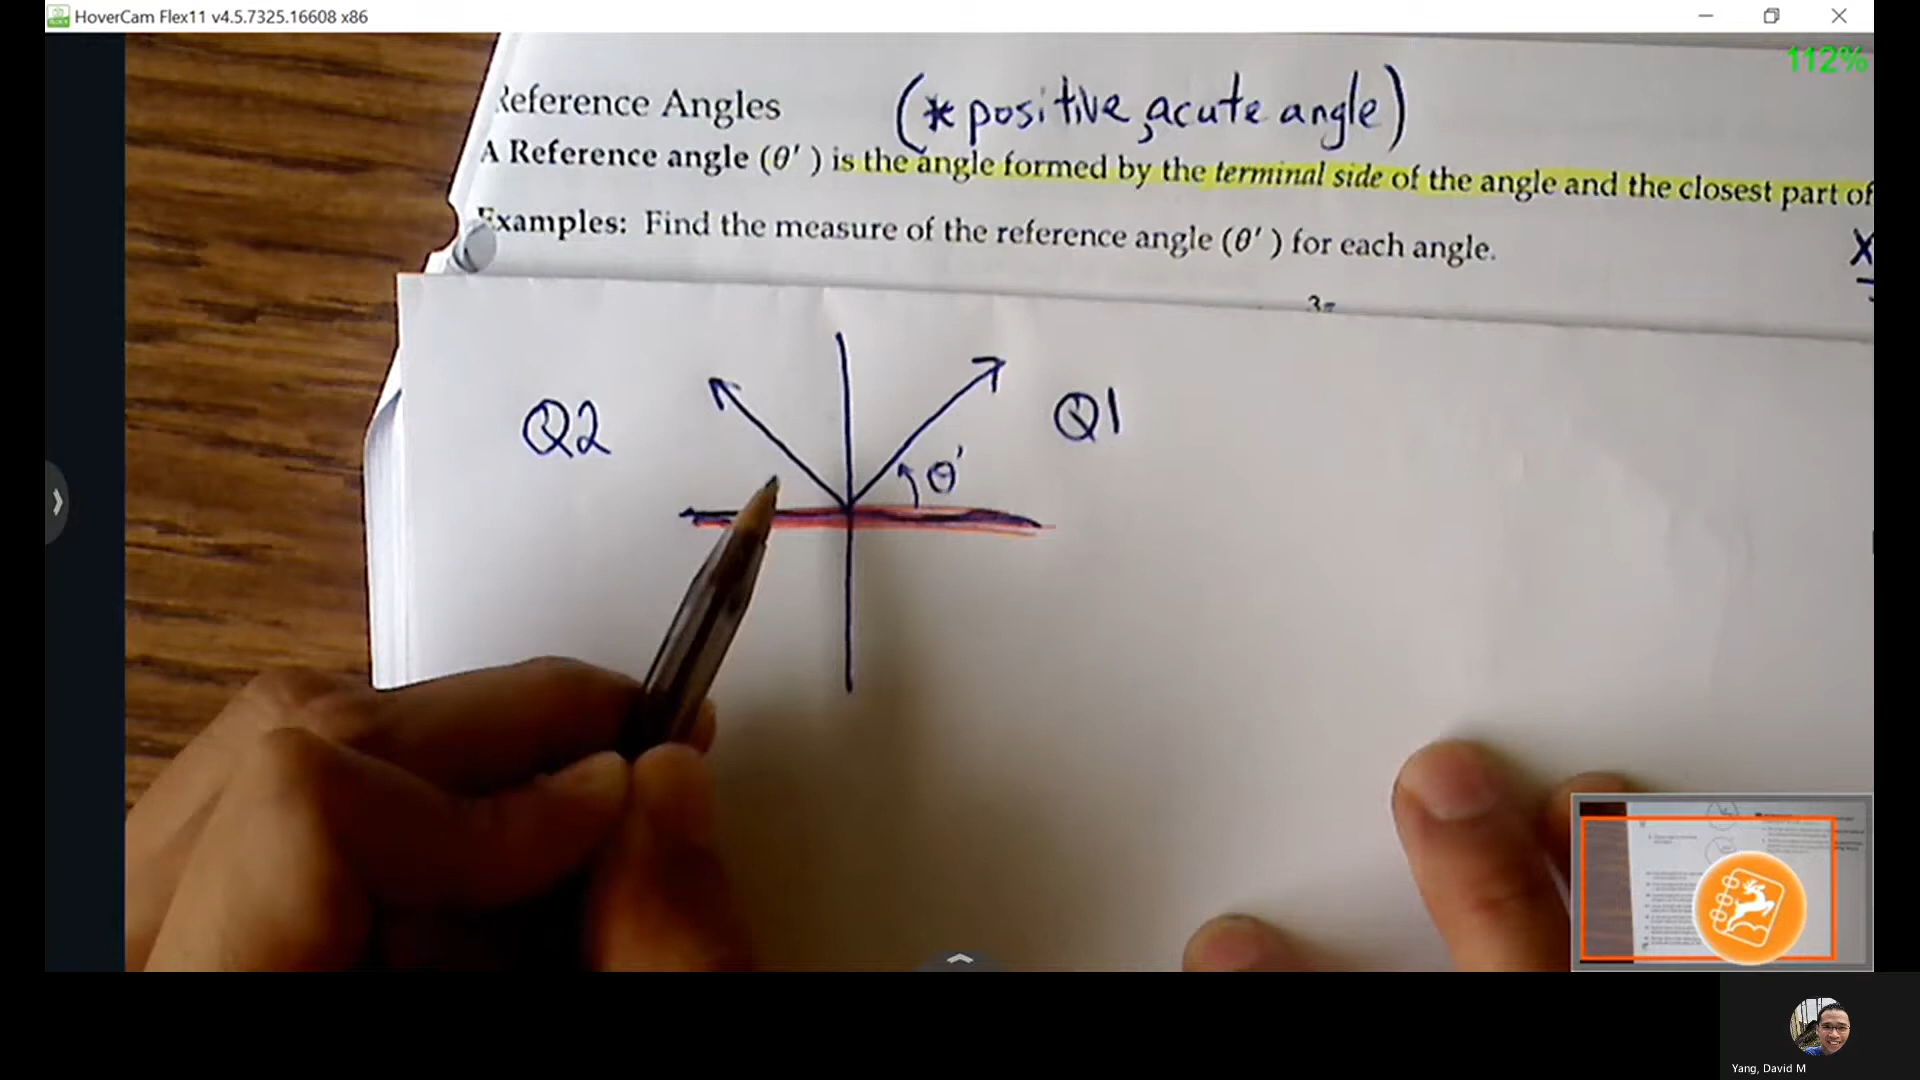 HoverCam Flex11 v4.5.7325.16608 x86
112%
Reference Angles (* positive, acute angle)
A Reference angle (θ′ ) is the angle formed by the terminal side of the angle and the closest part of
Examples: Find the measure of the reference angle (θ′ ) for each angle.
X
Q2 Q1
θ′
Yang, David M